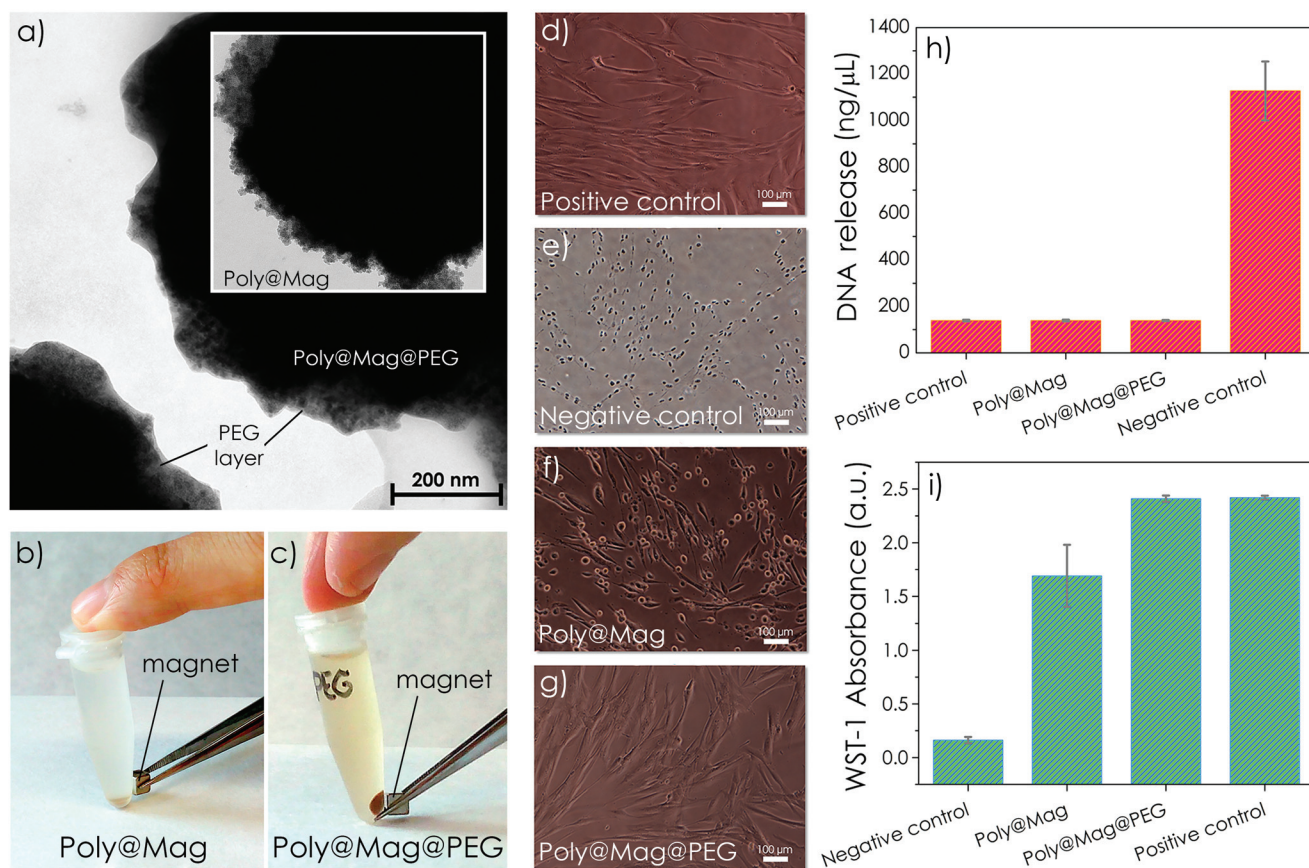 a)
Poly@Mag
Poly@Mag@PEG
PEG
layer
200 nm
b)
magnet
Poly@Mag
c)
PEG
magnet
Poly@Mag@PEG
d)
Positive control
100 µm
e)
Negative control
100 µm
f)
Poly@Mag
100 µm
g)
Poly@Mag@PEG
100 µm
h)
DNA release (ng/µL)
1400
1200
1000
800
600
400
200
0
Positive control
Poly@Mag
Poly@Mag@PEG
Negative control
i)
WST-1 Absorbance (a.u.)
2.5
2.0
1.5
1.0
0.5
0.0
Negative control
Poly@Mag
Poly@Mag@PEG
Positive control